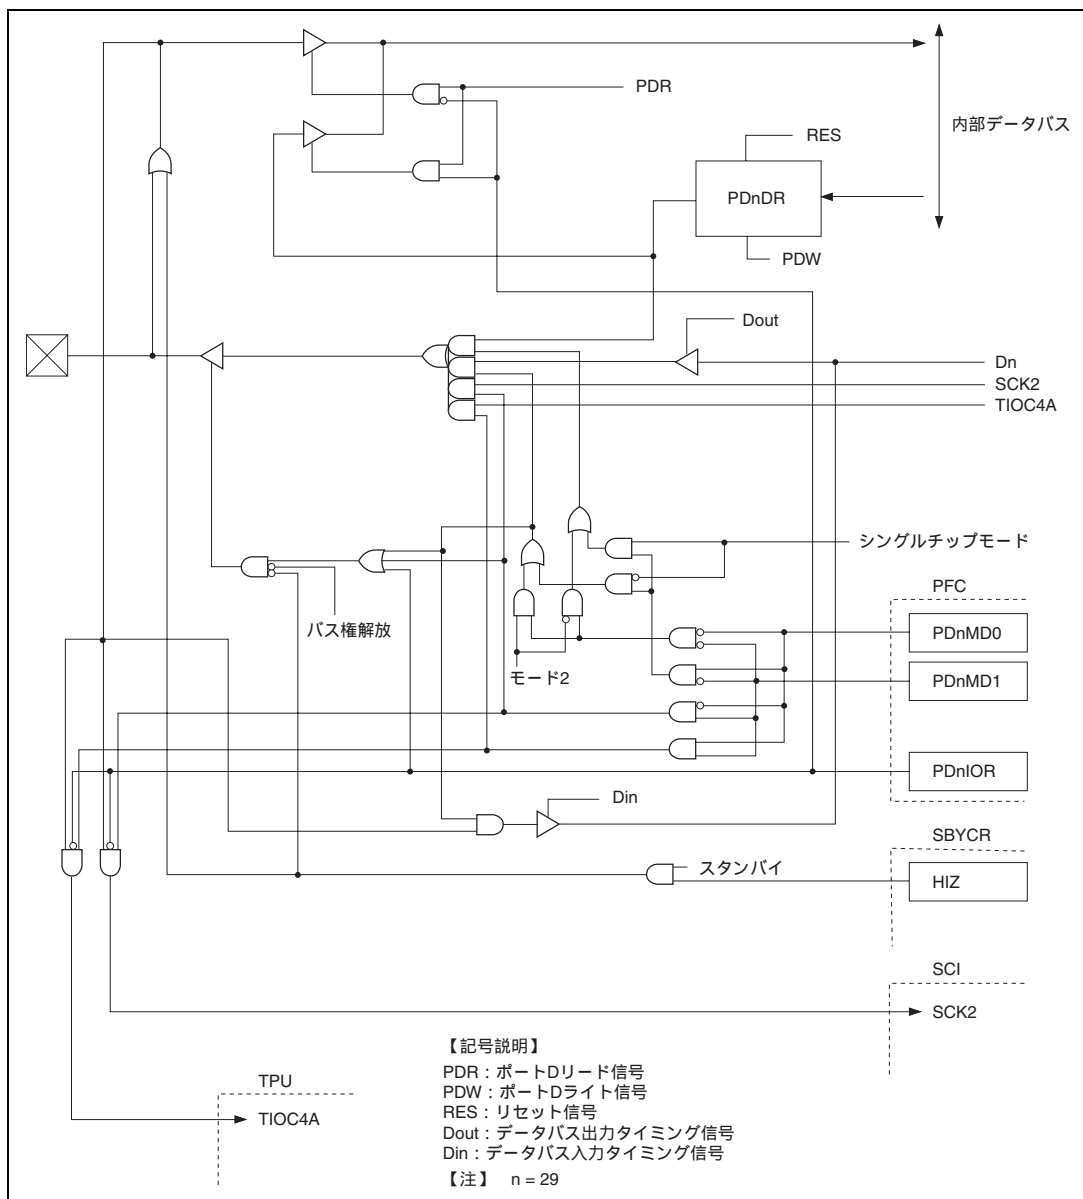 PDR
内部データバス
RES
PDnDR
PDW
Dout
Dn
SCK2
TIOC4A
シングルチップモード
PFC
バス権解放
PDnMD0
モード2
PDnMD1
PDnIOR
Din
SBYCR
スタンバイ
HIZ
SCI
SCK2
【記号説明】
PDR：ポートDリード信号
PDW：ポートDライト信号
RES：リセット信号
Dout：データバス出力タイミング信号
Din：データバス入力タイミング信号
【注】 n = 29
TPU
TIOC4A